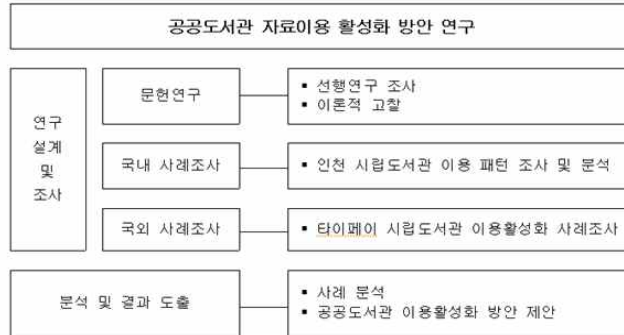 공공도서관 자료이용 활성화 방안 연구
연구
설계
및
조사
문헌연구
▪ 선행연구 조사
▪ 이론적 고찰
국내 사례조사
▪ 인천 시립도서관 이용 패턴 조사 및 분석
국외 사례조사
▪ 타이페이 시립도서관 이용활성화 사례조사
분석 및 결과 도출
▪ 사례 분석
▪ 공공도서관 이용활성화 방안 제안